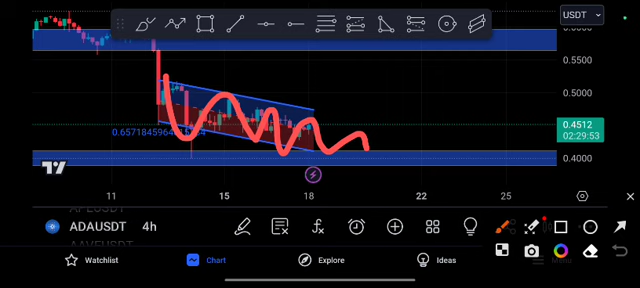 USDT
0.5500
0.5000
0.4512
02:29:53
0.4000
11
15
18
22
25
ADAUSDT
4h
Watchlist
Chart
Explore
Ideas